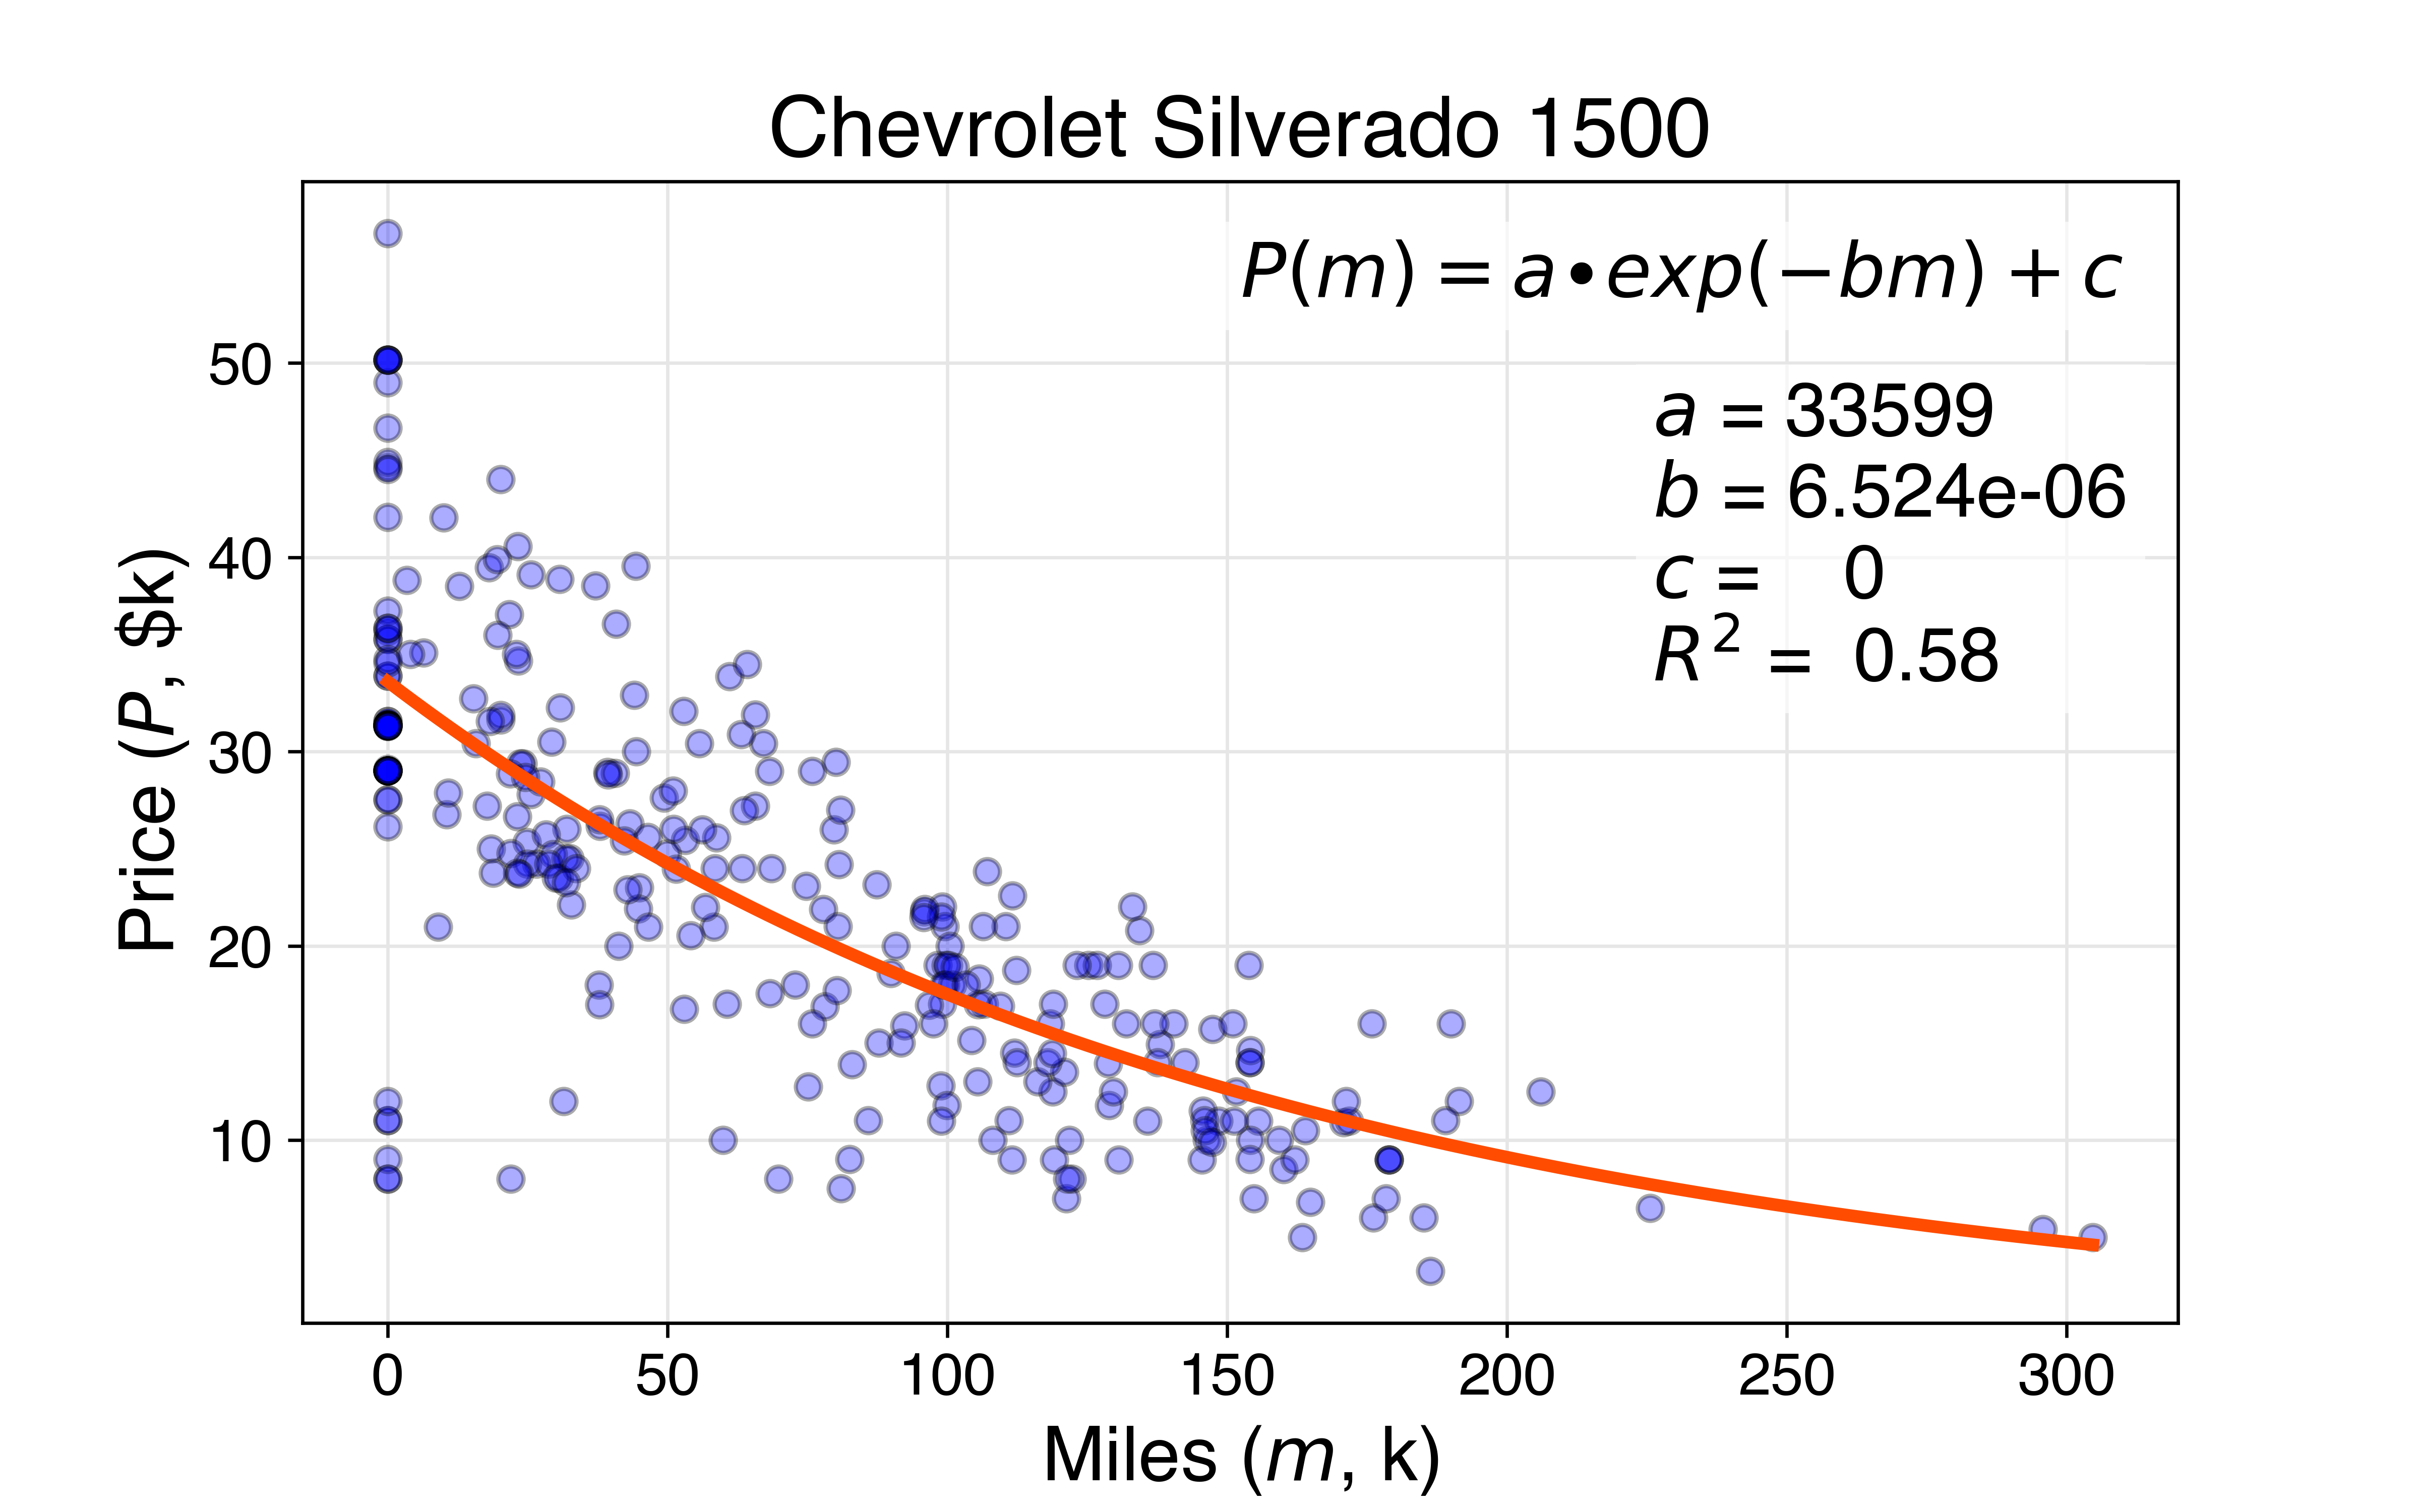 Chevrolet Silverado 1500
P(m) = a•exp(−bm) + c
a = 33599
b = 6.524e-06
c = 0
R² = 0.58
Price (P, $k)
50
40
30
20
10
0 50 100 150 200 250 300
Miles (m, k)